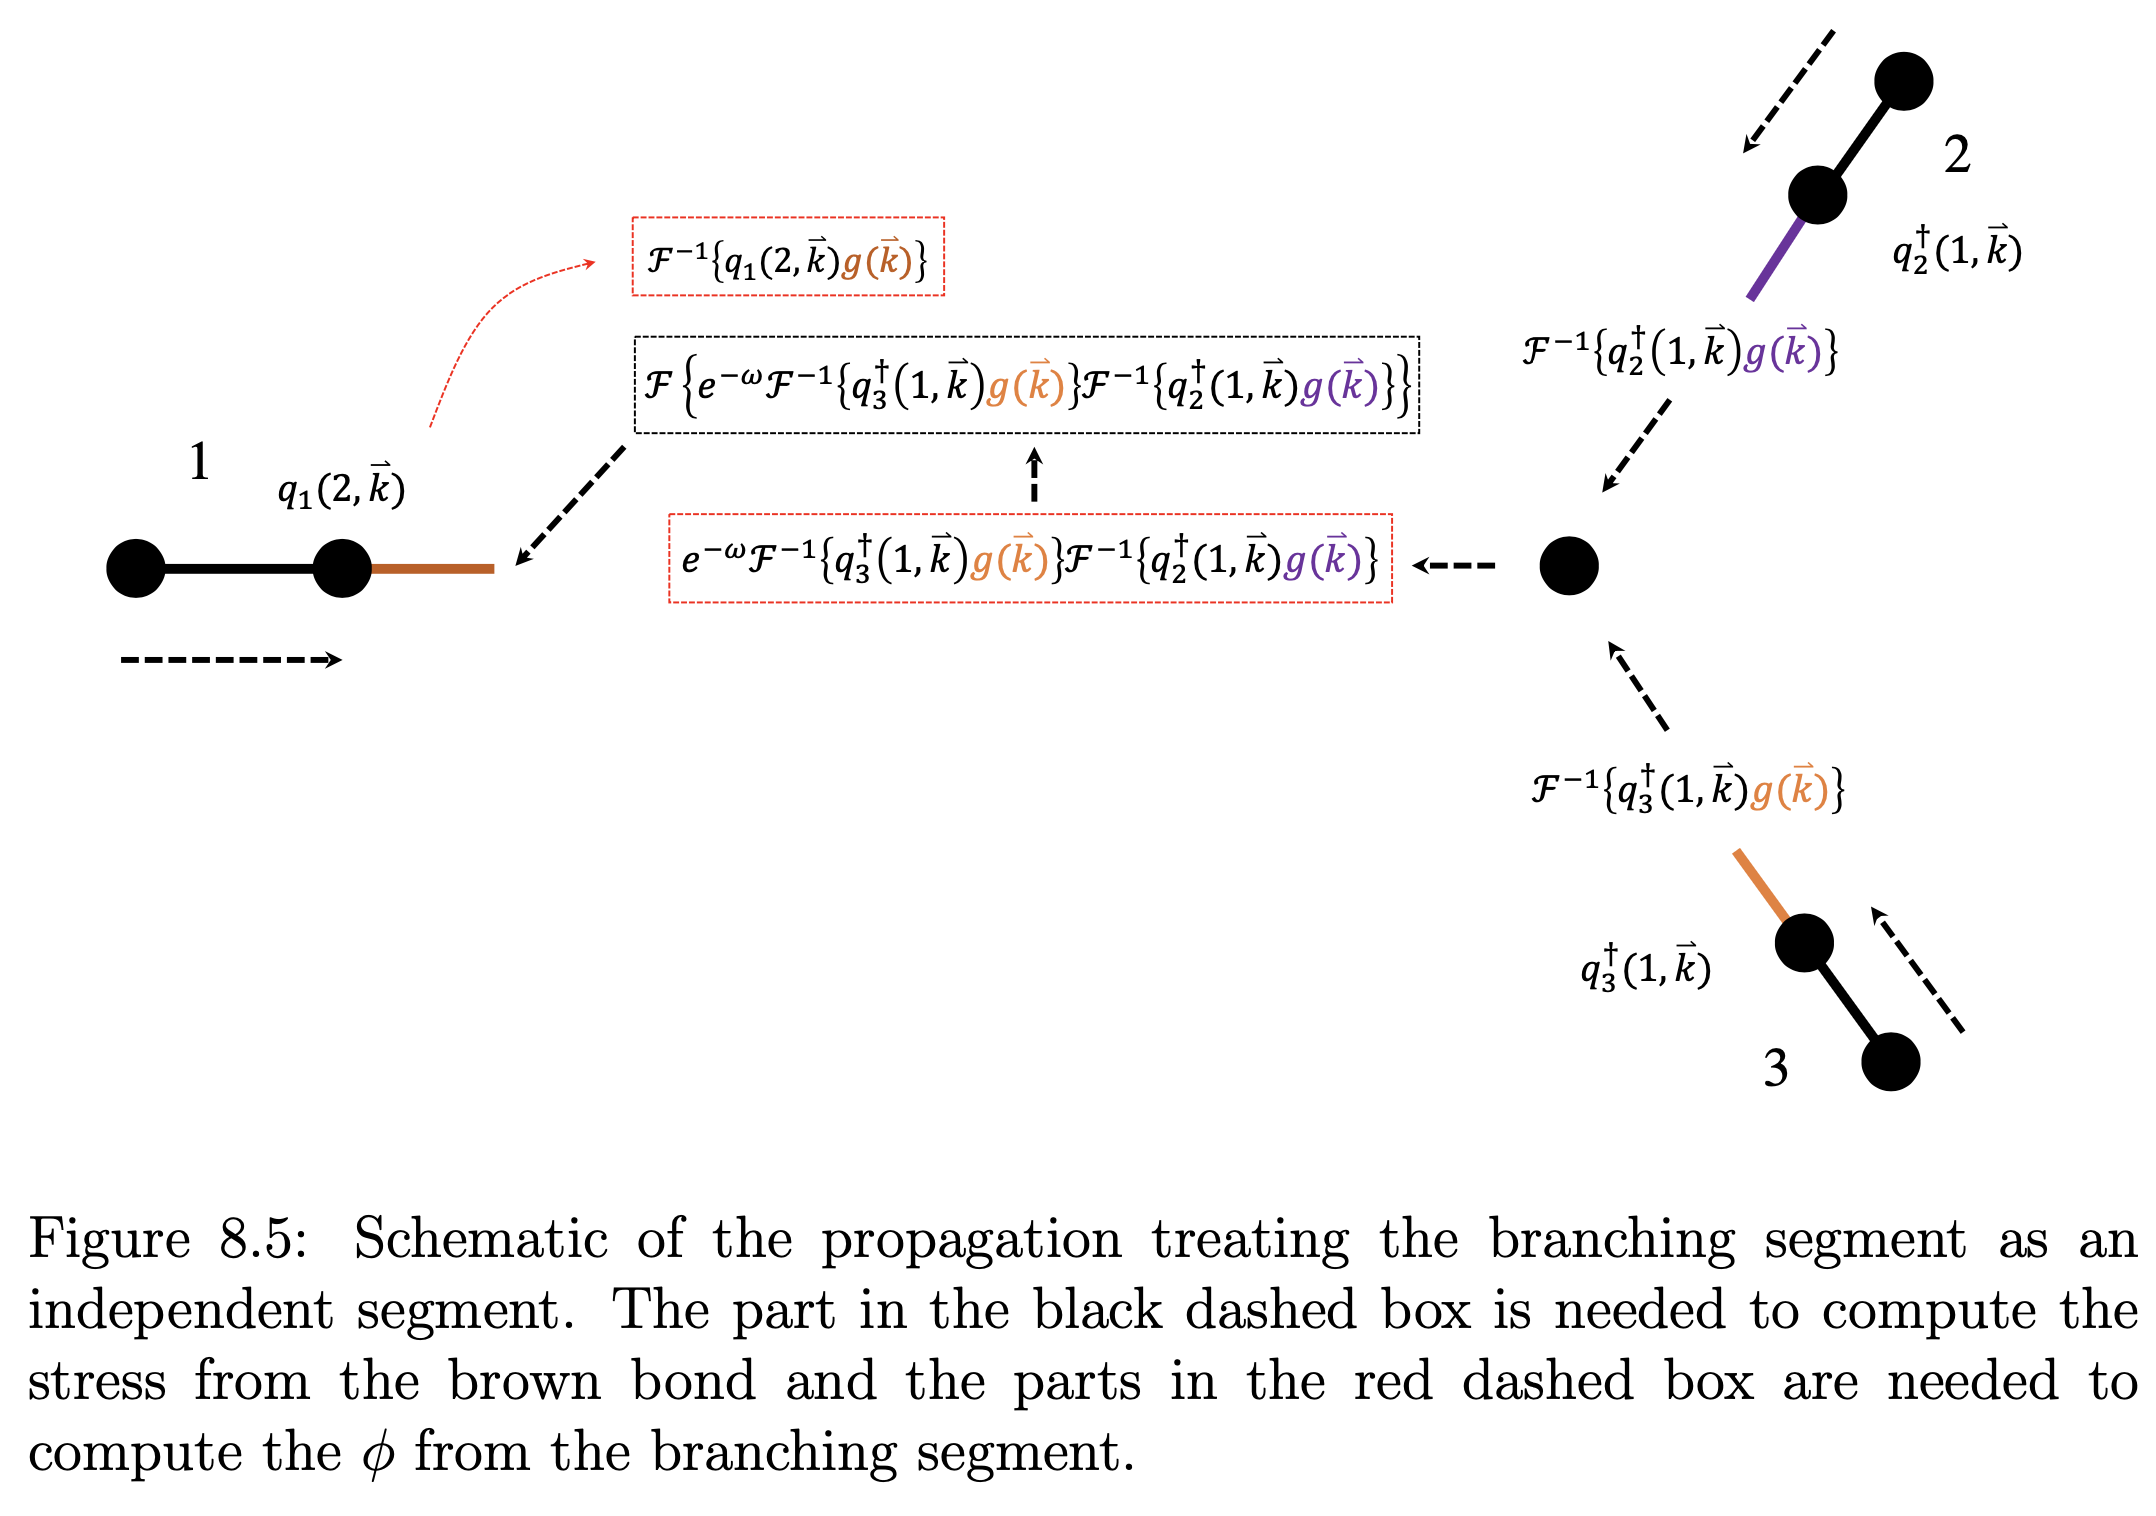 2
$q_2^\dagger(1,\vec{k})$
$\mathcal{F}^{-1}\{q_1(2,\vec{k})g(\vec{k})\}$
$\mathcal{F}^{-1}\{q_2^\dagger(1,\vec{k})g(\vec{k})\}$
$\mathcal{F}\left\{e^{-\omega}\mathcal{F}^{-1}\{q_3^\dagger(1,\vec{k})g(\vec{k})\}\mathcal{F}^{-1}\{q_2^\dagger(1,\vec{k})g(\vec{k})\}\right\}$
1
$q_1(2,\vec{k})$
$e^{-\omega}\mathcal{F}^{-1}\{q_3^\dagger(1,\vec{k})g(\vec{k})\}\mathcal{F}^{-1}\{q_2^\dagger(1,\vec{k})g(\vec{k})\}$
$\mathcal{F}^{-1}\{q_3^\dagger(1,\vec{k})g(\vec{k})\}$
$q_3^\dagger(1,\vec{k})$
3
Figure 8.5: Schematic of the propagation treating the branching segment as an
independent segment. The part in the black dashed box is needed to compute the
stress from the brown bond and the parts in the red dashed box are needed to
compute the $\phi$ from the branching segment.